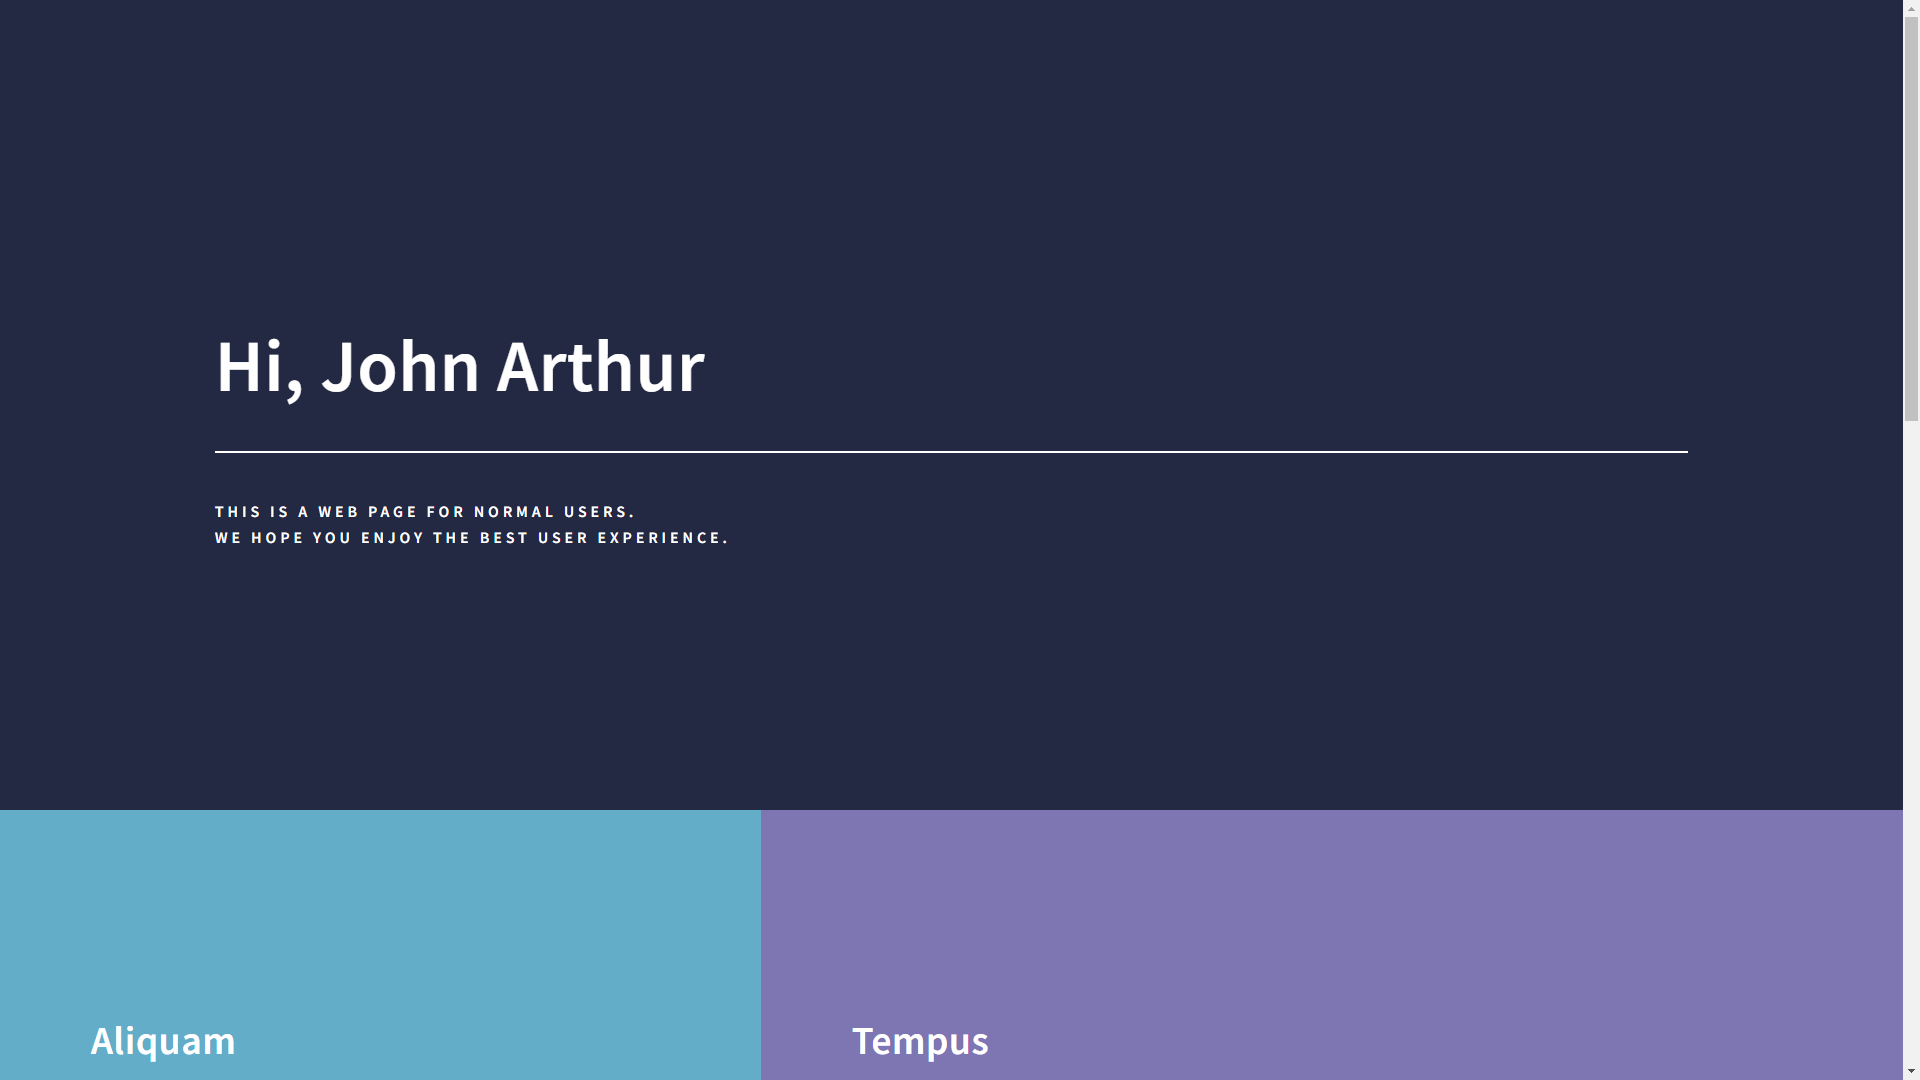 Hi, John Arthur
THIS IS A WEB PAGE FOR NORMAL USERS.
WE HOPE YOU ENJOY THE BEST USER EXPERIENCE.
Aliquam
Tempus